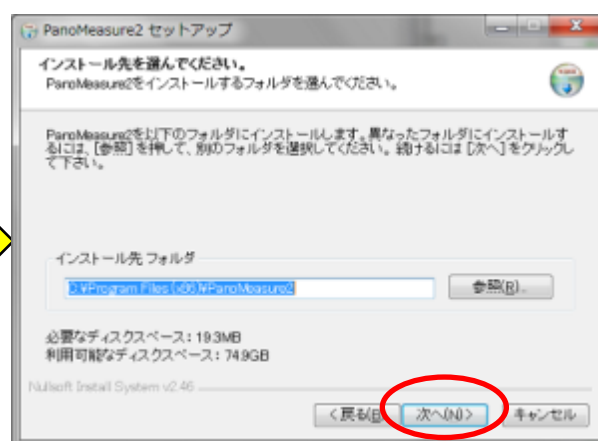 PanoMeasure2 セットアップ
インストール先を選んでください。
PanoMeasure2をインストールするフォルダを選んでください。
PanoMeasure2を以下のフォルダにインストールします。異なったフォルダにインストールす
るには、[参照] を押して、別のフォルダを選択してください。続けるには [次へ] をクリックし
て下さい。
インストール先 フォルダ
C:¥Program Files (x86)¥PanoMeasure2
参照(R)...
必要なディスクスペース: 19.3MB
利用可能なディスクスペース: 74.9GB
Nullsoft Install System v2.46
< 戻る(B) 次へ(N) > キャンセル